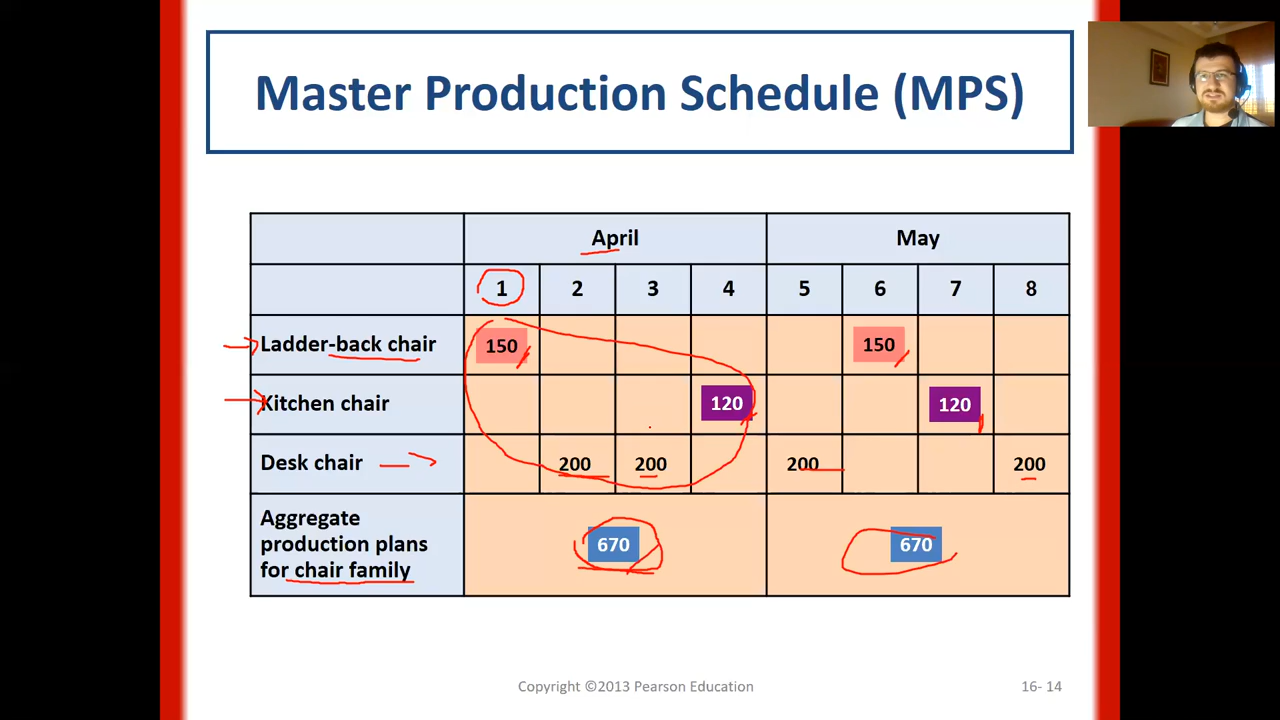 Master Production Schedule (MPS)
April May
1 2 3 4 5 6 7 8
Ladder-back chair 150 150
Kitchen chair 120 120
Desk chair 200 200 200 200
Aggregate
production plans 670 670
for chair family
Copyright ©2013 Pearson Education 16- 14